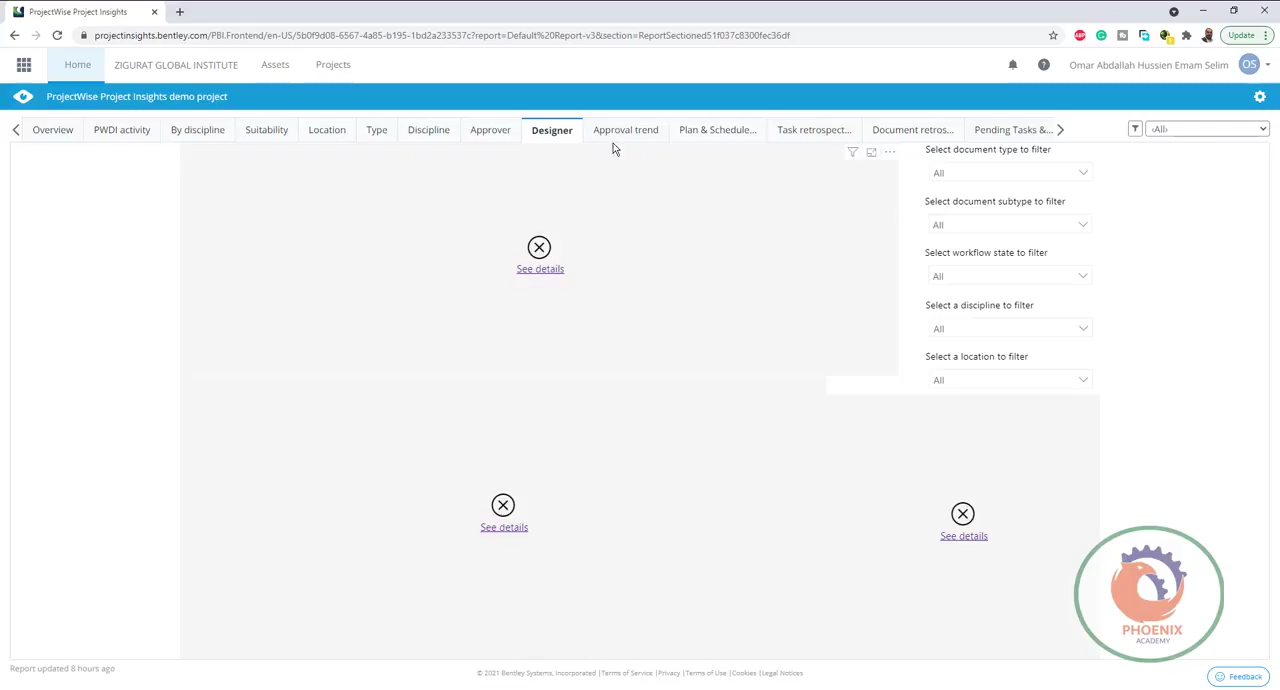 ProjectWise Project Insights
projectinsights.bentley.com/PBI.Frontend/en-US/5b0f9d08-6567-4a85-b195-1bd2a233537c?report=Default%20Report-v3&section=ReportSectioned51f037c8300fec36df
Update
Home
ZIGURAT GLOBAL INSTITUTE
Assets
Projects
Omar Abdallah Hussien Emam Selim
OS
ProjectWise Project Insights demo project
Overview
PWDI activity
By discipline
Suitability
Location
Type
Discipline
Approver
Designer
Approval trend
Plan & Schedule...
Task retrospect...
Document retros...
Pending Tasks &...
‹All›
Select document type to filter
All
Select document subtype to filter
All
Select workflow state to filter
All
Select a discipline to filter
All
Select a location to filter
All
See details
See details
See details
PHOENIX
ACADEMY
Report updated 8 hours ago
© 2021 Bentley Systems, Incorporated |Terms of Service |Privacy |Terms of Use |Cookies |Legal Notices
Feedback